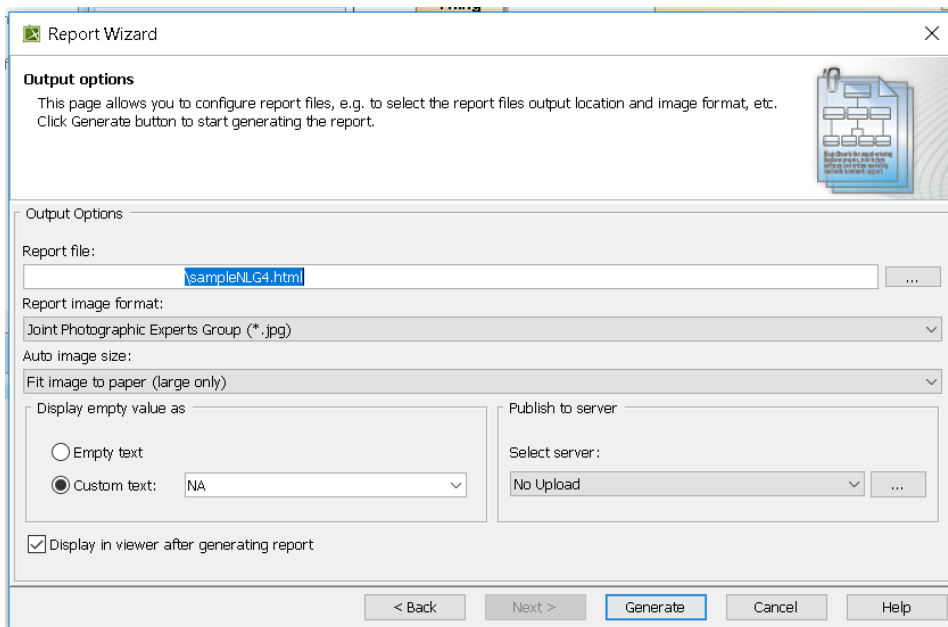 Thing
Report Wizard
Output options
This page allows you to configure report files, e.g. to select the report files output location and image format, etc.
Click Generate button to start generating the report.
Output Options
Report file:
\sampleNLG4.html
...
Report image format:
Joint Photographic Experts Group (*.jpg)
Auto image size:
Fit image to paper (large only)
Display empty value as
Publish to server
Empty text
Select server:
Custom text:
NA
No Upload
...
Display in viewer after generating report
< Back
Next >
Generate
Cancel
Help